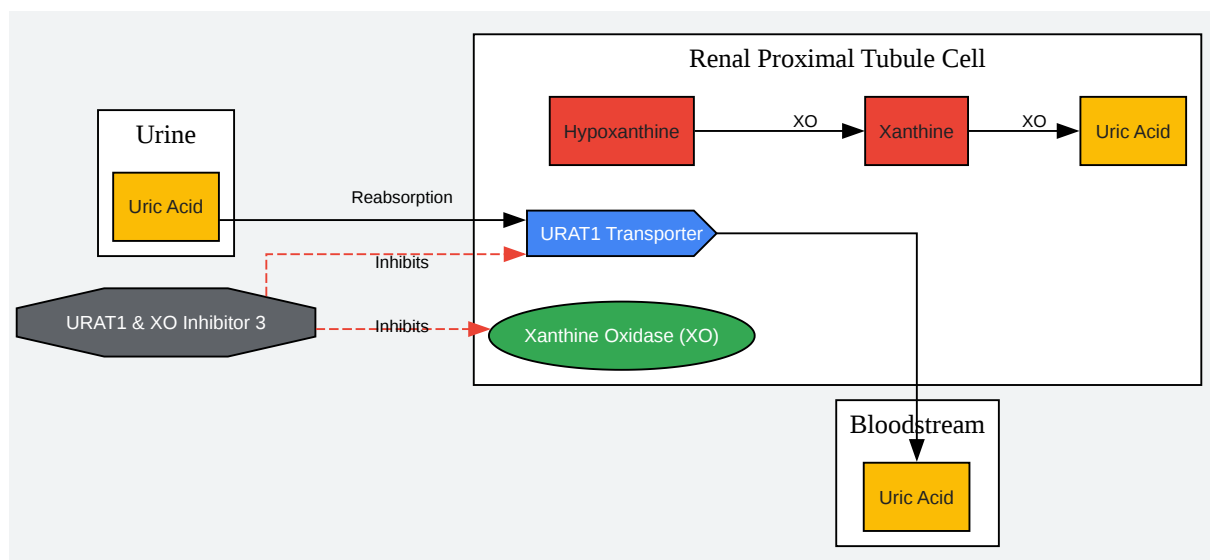 Renal Proximal Tubule Cell
Hypoxanthine
XO
Xanthine
XO
Uric Acid
Urine
Uric Acid
Reabsorption
URAT1 Transporter
Inhibits
URAT1 & XO Inhibitor 3
Inhibits
Xanthine Oxidase (XO)
Bloodstream
Uric Acid